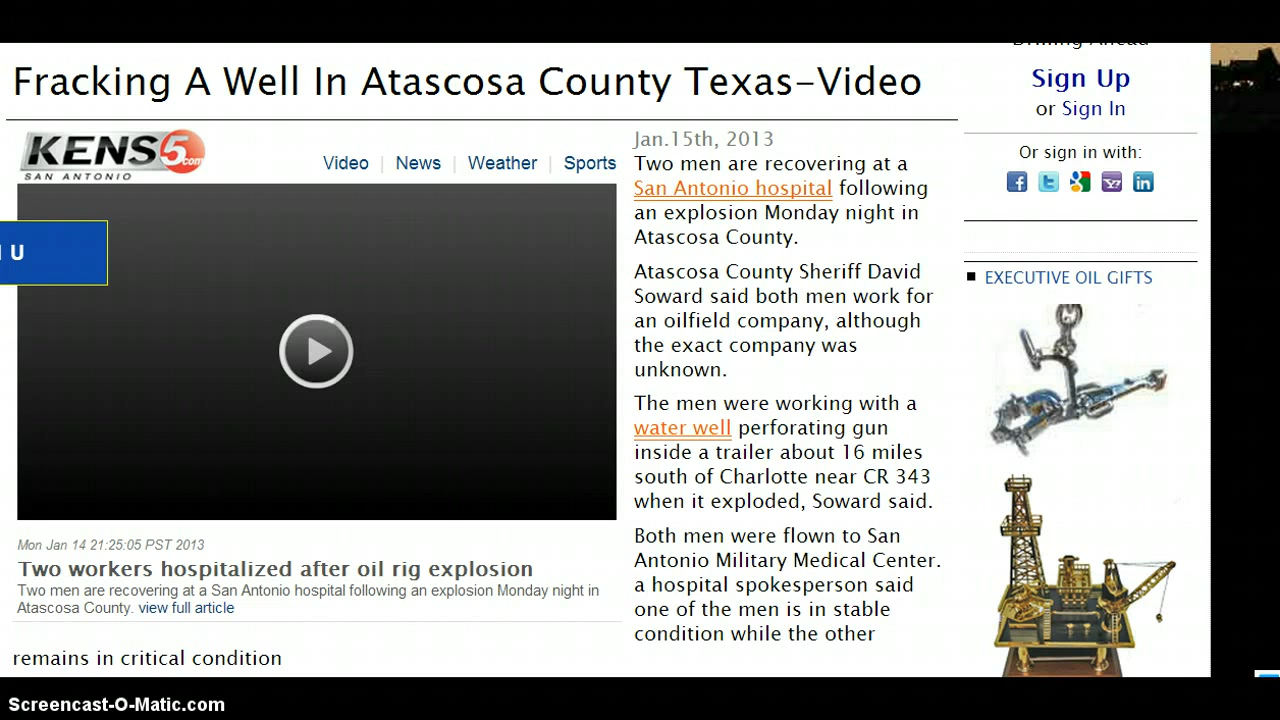 Drilling Ahead
Fracking A Well In Atascosa County Texas-Video
Sign Up
or Sign In
Or sign in with:
EXECUTIVE OIL GIFTS
KENS5.com
SAN ANTONIO
Video | News | Weather | Sports
U
Mon Jan 14 21:25:05 PST 2013
Two workers hospitalized after oil rig explosion
Two men are recovering at a San Antonio hospital following an explosion Monday night in
Atascosa County. view full article
Jan.15th, 2013
Two men are recovering at a
San Antonio hospital following
an explosion Monday night in
Atascosa County.
Atascosa County Sheriff David
Soward said both men work for
an oilfield company, although
the exact company was
unknown.
The men were working with a
water well perforating gun
inside a trailer about 16 miles
south of Charlotte near CR 343
when it exploded, Soward said.
Both men were flown to San
Antonio Military Medical Center.
a hospital spokesperson said
one of the men is in stable
condition while the other
remains in critical condition
Screencast-O-Matic.com